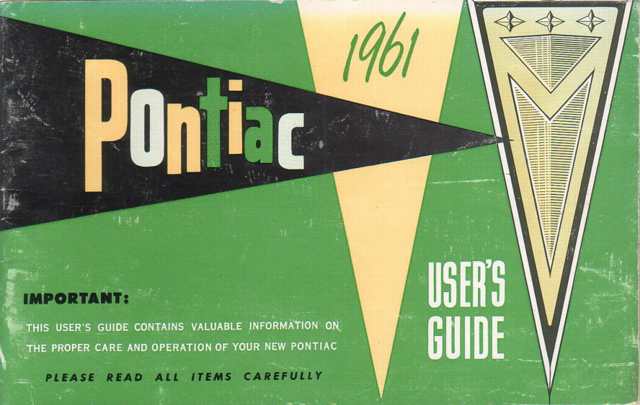 1961
Pontiac
USER'S
GUIDE
IMPORTANT:
THIS USER'S GUIDE CONTAINS VALUABLE INFORMATION ON
THE PROPER CARE AND OPERATION OF YOUR NEW PONTIAC
PLEASE READ ALL ITEMS CAREFULLY